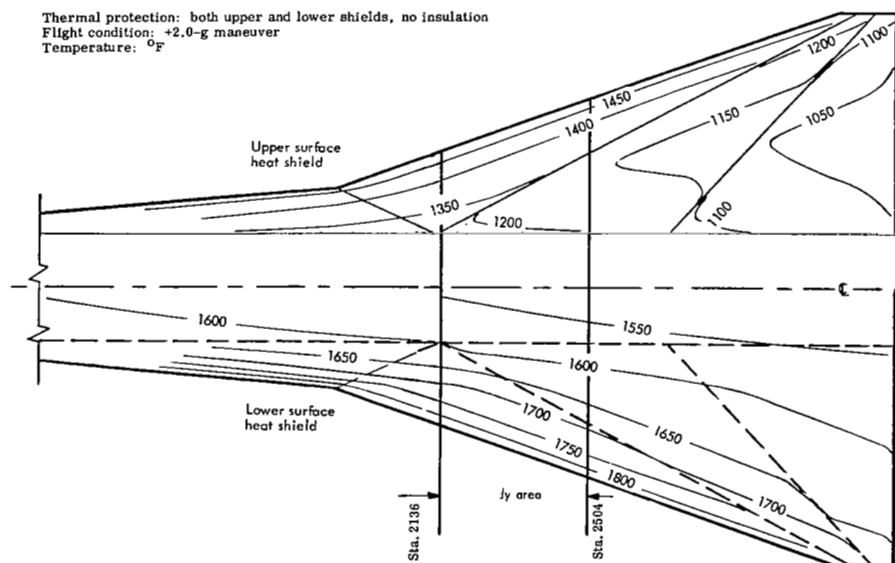 Thermal protection: both upper and lower shields, no insulation
Flight condition: +2.0-g maneuver
Temperature: °F
1100
1200
1450
1150
1050
1400
Upper surface
heat shield
1350
1200
1100
℄
1600
1550
1650
1600
Lower surface
heat shield
1700
1650
1750
1800
1700
Sta. 2136
Sta. 2504